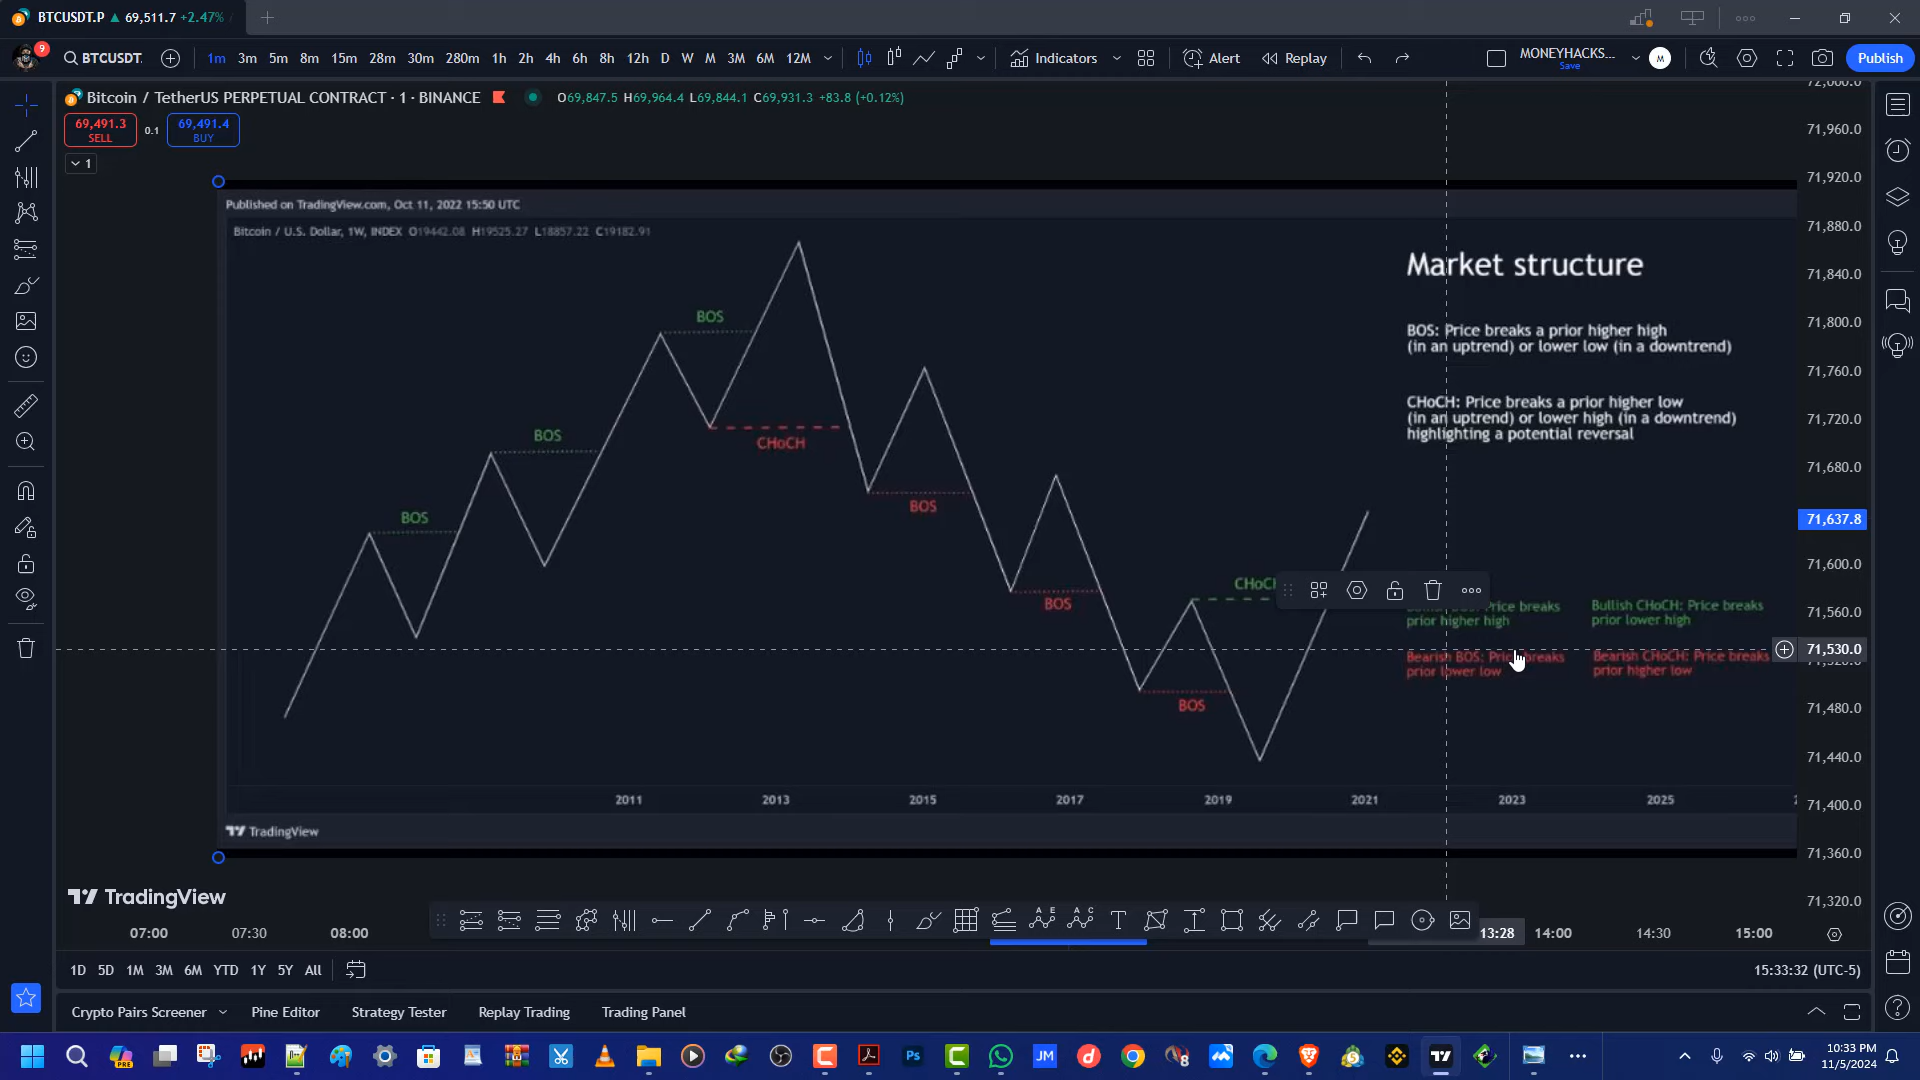 BTCUSDT.P ▲ 69,511.7 +2.47%
9
BTCUSDT.
1m 3m 5m 8m 15m 28m 30m 280m 1h 2h 4h 6h 8h 12h D W M 3M 6M 12M
Indicators
Alert
Replay
MONEYHACKS...
Save
M
Publish
Bitcoin / TetherUS PERPETUAL CONTRACT · 1 · BINANCE
O69,847.5 H69,964.4 L69,844.1 C69,931.3 +83.8 (+0.12%)
69,491.3
SELL
0.1
69,491.4
BUY
1
Published on TradingView.com, Oct 11, 2022 15:50 UTC
Bitcoin / U.S. Dollar, 1W, INDEX O19442.08 H19525.27 L18857.22 C19182.91
Market structure
BOS: Price breaks a prior higher high
(in an uptrend) or lower low (in a downtrend)
CHoCH: Price breaks a prior higher low
(in an uptrend) or lower high (in a downtrend)
highlighting a potential reversal
BOS
BOS
BOS
CHoCH
BOS
BOS
BOS
Price breaks
prior higher high
Bullish CHoCH: Price breaks
prior lower high
Bearish BOS: Price breaks
prior lower low
Bearish CHoCH: Price breaks
prior higher low
2011 2013 2015 2017 2019 2021 2023 2025
TradingView
71,960.0
71,920.0
71,880.0
71,840.0
71,800.0
71,760.0
71,720.0
71,680.0
71,637.8
71,600.0
71,560.0
71,530.0
71,480.0
71,440.0
71,400.0
71,360.0
71,320.0
TradingView
07:00 07:30 08:00 13:28 14:00 14:30 15:00
1D 5D 1M 3M 6M YTD 1Y 5Y All
15:33:32 (UTC-5)
Crypto Pairs Screener Pine Editor Strategy Tester Replay Trading Trading Panel
10:33 PM
11/5/2024